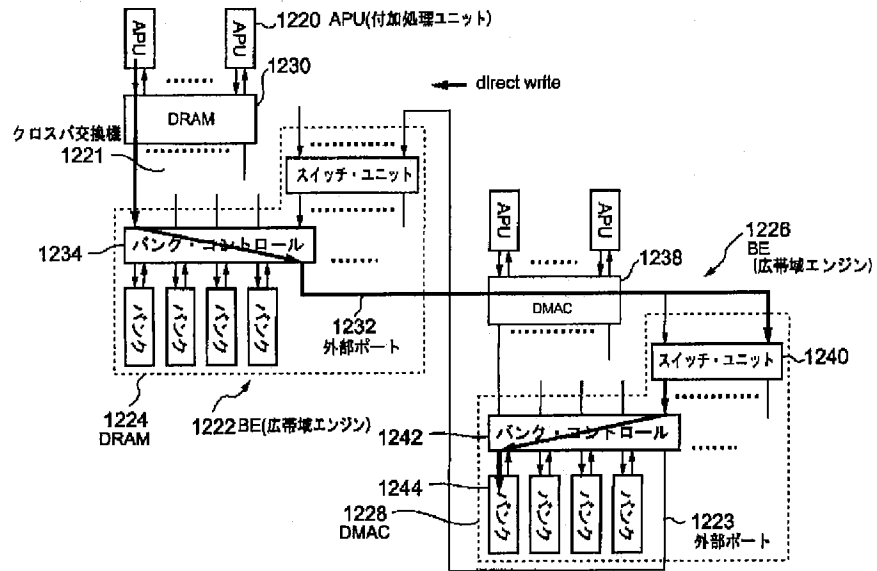 1220 APU(付加処理ユニット)
APU
APU
1230
DRAM
direct write
クロスバ交換機
1221
スイッチ・ユニット
APU
APU
1226
BE
(広帯域エンジン)
1234
バンク・コントロール
1238
DMAC
1232
外部ポート
バンク
バンク
バンク
バンク
スイッチ・ユニット
1240
1224
DRAM
1222 BE(広帯域エンジン)
1242
バンク・コントロール
1244
バンク
バンク
バンク
バンク
1228
DMAC
1223
外部ポート